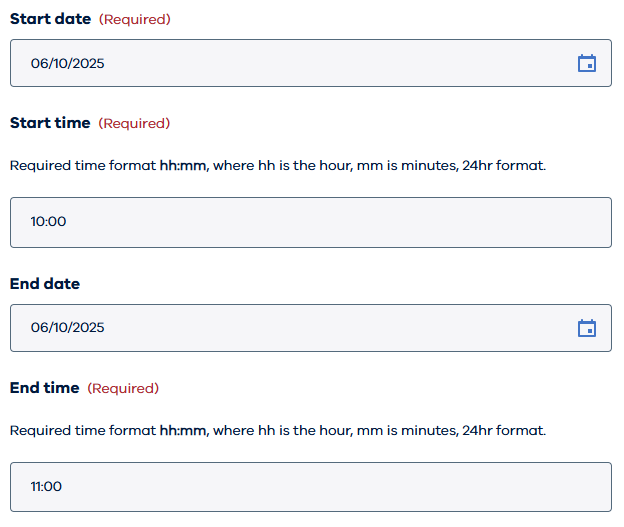 Start date (Required)
06/10/2025
Start time (Required)
Required time format hh:mm, where hh is the hour, mm is minutes, 24hr format.
10:00
End date
06/10/2025
End time (Required)
Required time format hh:mm, where hh is the hour, mm is minutes, 24hr format.
11:00